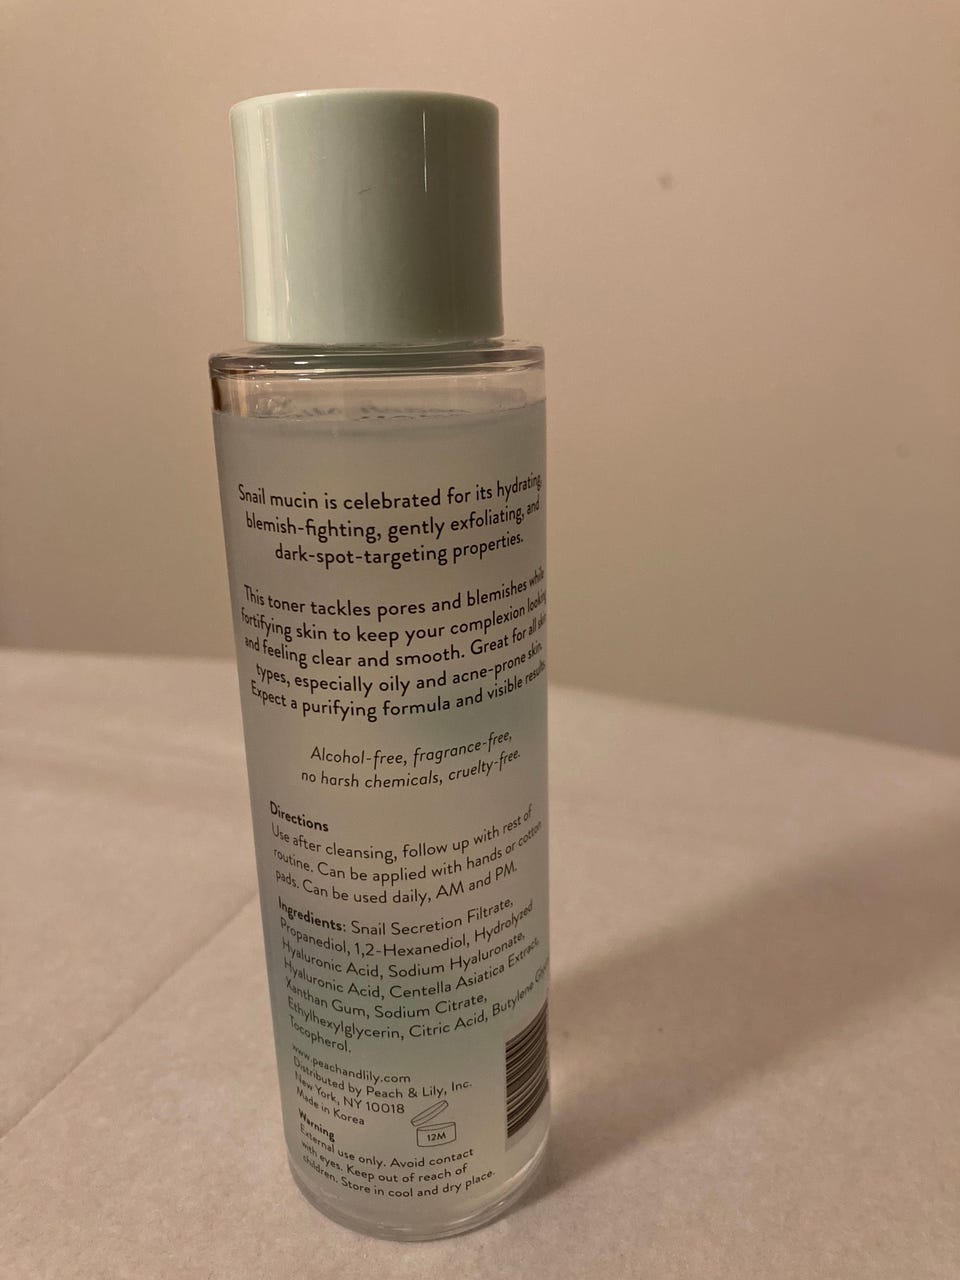 Snail mucin is celebrated for its hydrating,
blemish-fighting, gently exfoliating, and
dark-spot-targeting properties.
This toner tackles pores and blemishes while
fortifying skin to keep your complexion looking
and feeling clear and smooth. Great for all skin
types, especially oily and acne-prone skin.
Expect a purifying formula and visible results.
Alcohol-free, fragrance-free,
no harsh chemicals, cruelty-free.
Directions
Use after cleansing, follow up with rest of
routine. Can be applied with hands or cotton
pads. Can be used daily, AM and PM.
Ingredients: Snail Secretion Filtrate,
Propanediol, 1,2-Hexanediol, Hydrolyzed
Hyaluronic Acid, Sodium Hyaluronate,
Hyaluronic Acid, Centella Asiatica Extract,
Xanthan Gum, Sodium Citrate,
Ethylhexylglycerin, Citric Acid, Butylene
Tocopherol.
www.peachandlily.com
Distributed by Peach & Lily, Inc.
New York, NY 10018
Made in Korea
12M
Warning
External use only. Avoid contact
with eyes. Keep out of reach of
children. Store in cool and dry place.